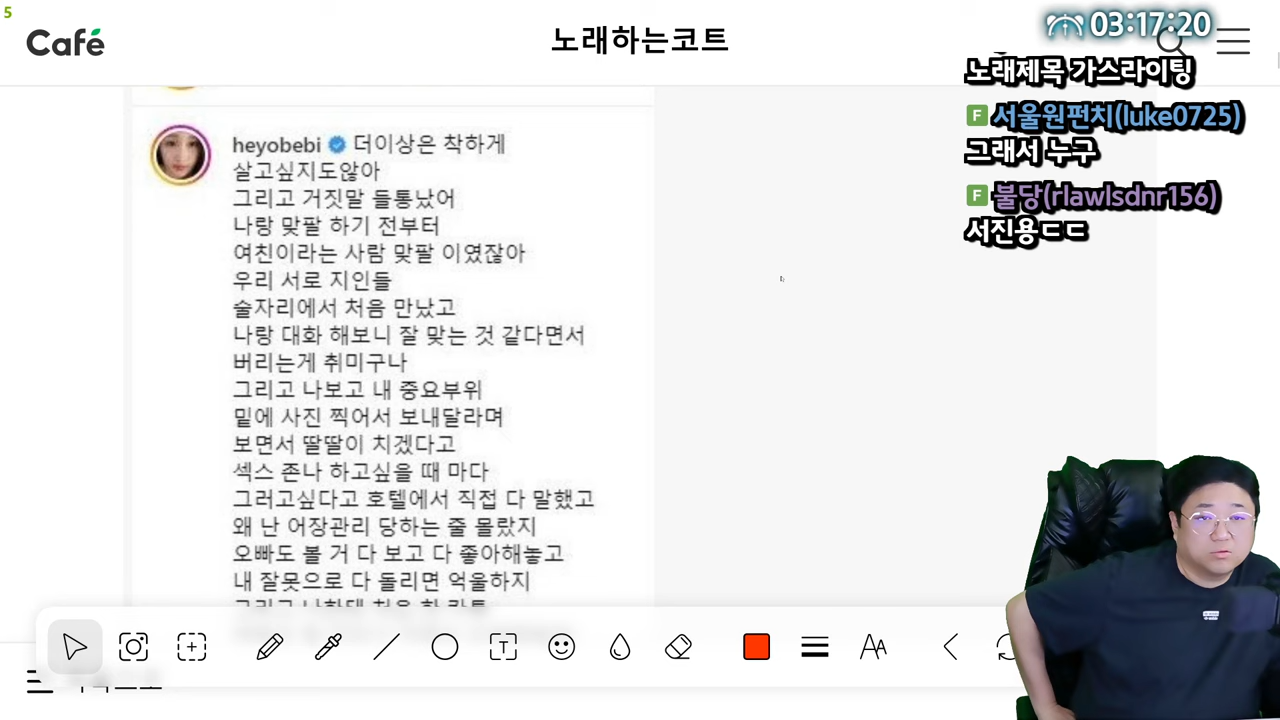 5
Café
노래하는코트
03:17:20
노래제목 가스라이팅
F 서울원펀치(luke0725)
그래서 누구
F 불당(rlawlsdnr156)
서진용ㄷㄷ
heyobebi 더이상은 착하게
살고싶지도않아
그리고 거짓말 들통났어
나랑 맞팔 하기 전부터
여친이라는 사람 맞팔 이였잖아
우리 서로 지인들
술자리에서 처음 만났고
나랑 대화 해보니 잘 맞는 것 같다면서
버리는게 취미구나
그리고 나보고 내 중요부위
밑에 사진 찍어서 보내달라며
보면서 딸딸이 치겠다고
섹스 존나 하고싶을 때 마다
그러고싶다고 호텔에서 직접 다 말했고
왜 난 어장관리 당하는 줄 몰랐지
오빠도 볼 거 다 보고 다 좋아해놓고
내 잘못으로 다 돌리면 억울하지
T
AA